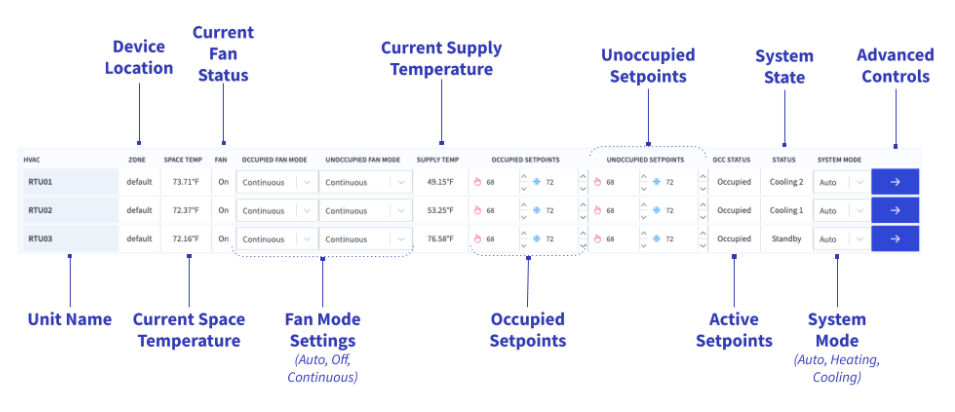 Device
Location
Current
Fan
Status
Current Supply
Temperature
Unoccupied
Setpoints
System
State
Advanced
Controls
HVAC ZONE SPACE TEMP FAN OCCUPIED FAN MODE UNOCCUPIED FAN MODE SUPPLY TEMP OCCUPIED SETPOINTS UNOCCUPIED SETPOINTS OCC STATUS STATUS SYSTEM MODE
RTU01 default 73.71°F On Continuous Continuous 49.15°F 68 72 68 72 Occupied Cooling 2 Auto
RTU02 default 72.37°F On Continuous Continuous 53.25°F 68 72 68 72 Occupied Cooling 1 Auto
RTU03 default 72.16°F On Continuous Continuous 76.58°F 68 72 68 72 Occupied Standby Auto
Unit Name
Current Space
Temperature
Fan Mode
Settings
(Auto, Off,
Continuous)
Occupied
Setpoints
Active
Setpoints
System
Mode
(Auto, Heating,
Cooling)